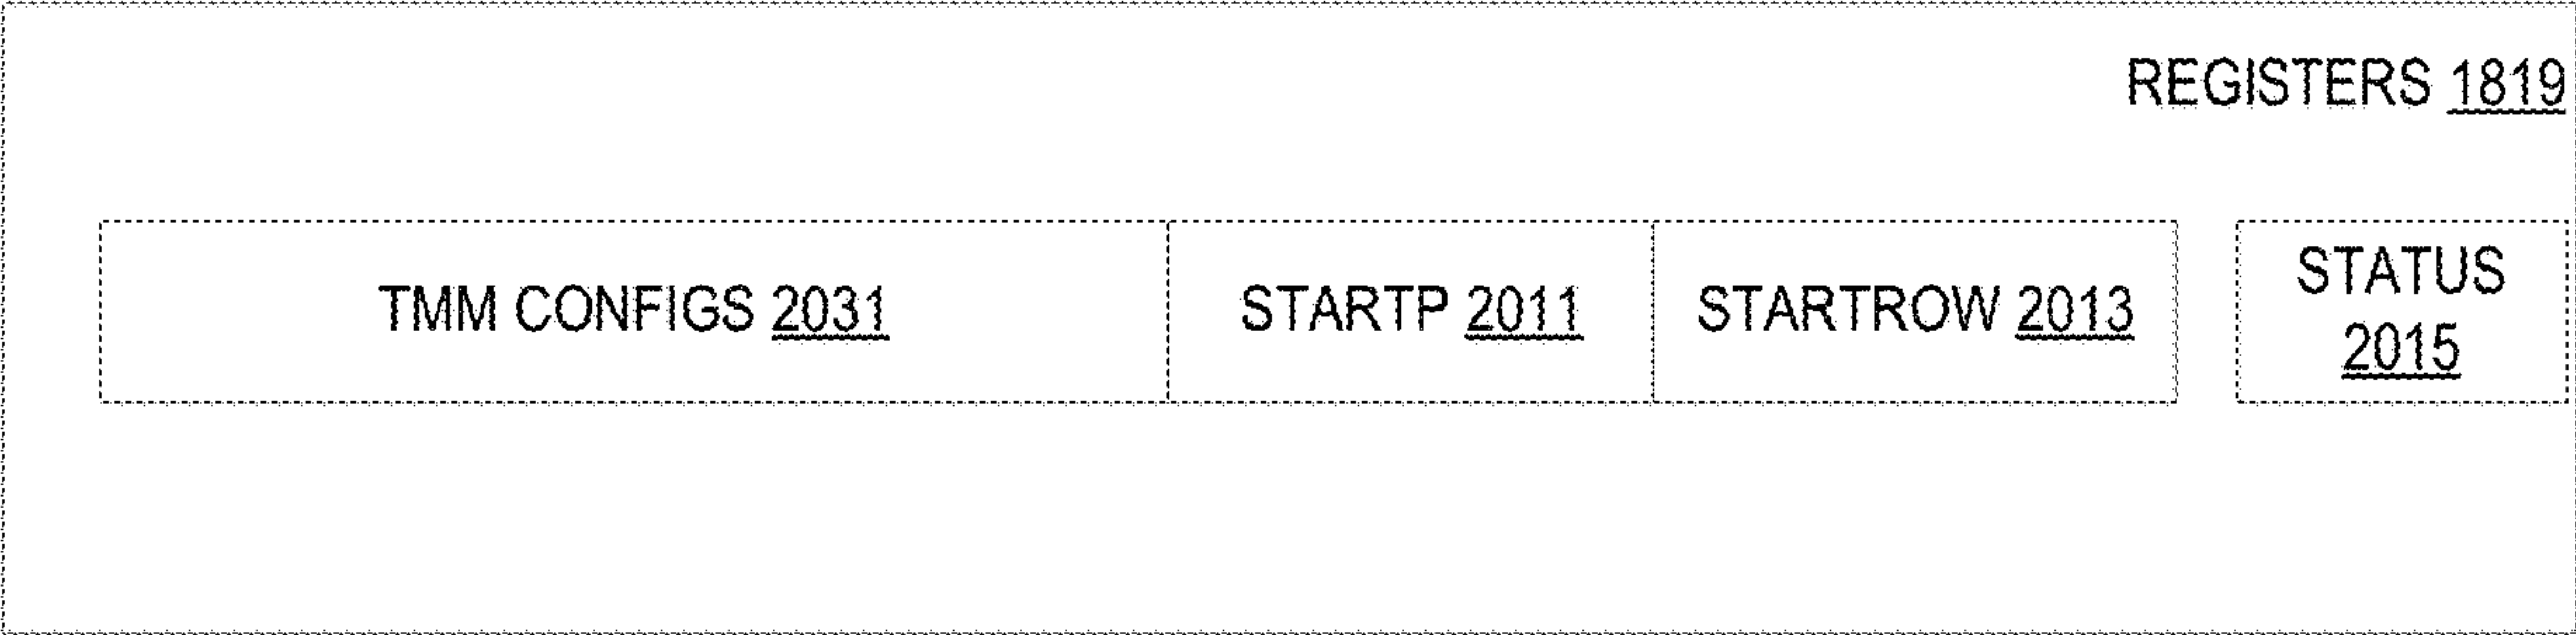 REGISTERS 1819
TMM CONFIGS 2031
STARTP 2011
STARTROW 2013
STATUS
2015